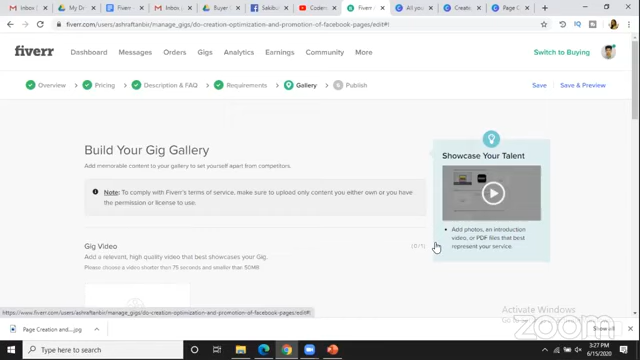 Inbox
My Dr
Fiverr
Inbox
Buyer
Sakib
Codem
Fiverr
All you
Creatio
Page C
fiverr.com/users/ashraftanbir/manage_gigs/do-creation-optimization-and-promotion-of-facebook-pages/edit#!
fiverr
Dashboard Messages Orders Gigs Analytics Earnings Community More
Switch to Buying
Overview Pricing Description & FAQ Requirements Gallery 6 Publish
Save Save & Preview
Build Your Gig Gallery
Add memorable content to your gallery to set yourself apart from competitors.
Note: To comply with Fiverr's terms of service, make sure to upload only content you either own or you have
the permission or license to use.
Showcase Your Talent
• Add photos, an introduction
video, or PDF files that best
represent your service.
Gig Video (0/1)
Add a relevant, high quality video that best showcases your Gig.
Please choose a video shorter than 75 seconds and smaller than 50MB
https://www.fiverr.com/users/ashraftanbir/manage_gigs/do-creation-optimization-and-promotion-of-facebook-pages/edit#!
Activate Windows
zoom
Page Creation and....jpg
Show all
Type here to search
3:27 PM
6/15/2020